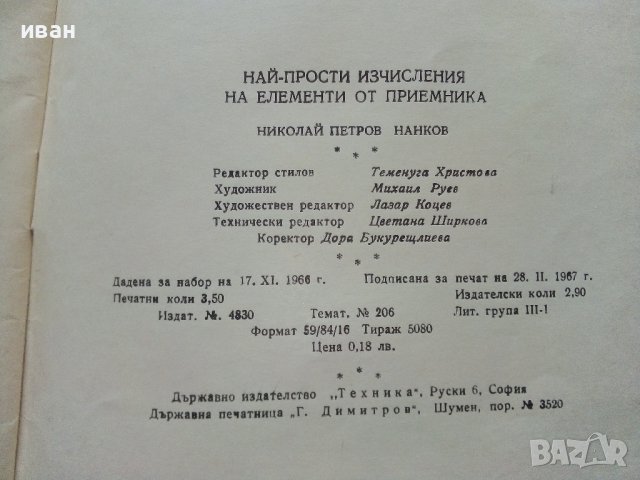 иван
НАЙ-ПРОСТИ ИЗЧИСЛЕНИЯ
НА ЕЛЕМЕНТИ ОТ ПРИЕМНИКА
НИКОЛАЙ ПЕТРОВ НАНКОВ
* * *
Редактор стилов Теменуга Христова
Художник Михаил Руев
Художествен редактор Лазар Коцев
Технически редактор Цветана Ширкова
Коректор Дора Букурещлиева
* * *
Дадена за набор на 17. XI. 1966 г. Подписана за печат на 28. II. 1967 г.
Печатни коли 3,50 Издателски коли 2,90
Издат. №. 4830 Темат. № 206 Лит. група III-I
Формат 59/84/16 Тираж 5080
Цена 0,18 лв.
* * *
Държавно издателство „Техника", Руски 6, София
Държавна печатница „Г. Димитров", Шумен, пор. № 3520
BAZAR